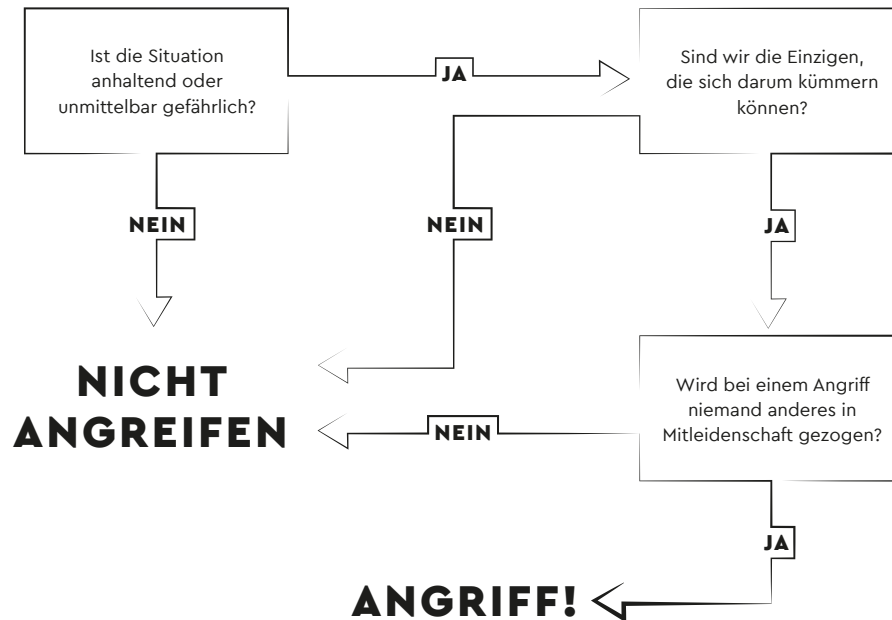 Ist die Situation
anhaltend oder
unmittelbar gefährlich?
JA
Sind wir die Einzigen,
die sich darum kümmern
können?
NEIN
NEIN
JA
NICHT
ANGREIFEN
NEIN
Wird bei einem Angriff
niemand anderes in
Mitleidenschaft gezogen?
JA
ANGRIFF!